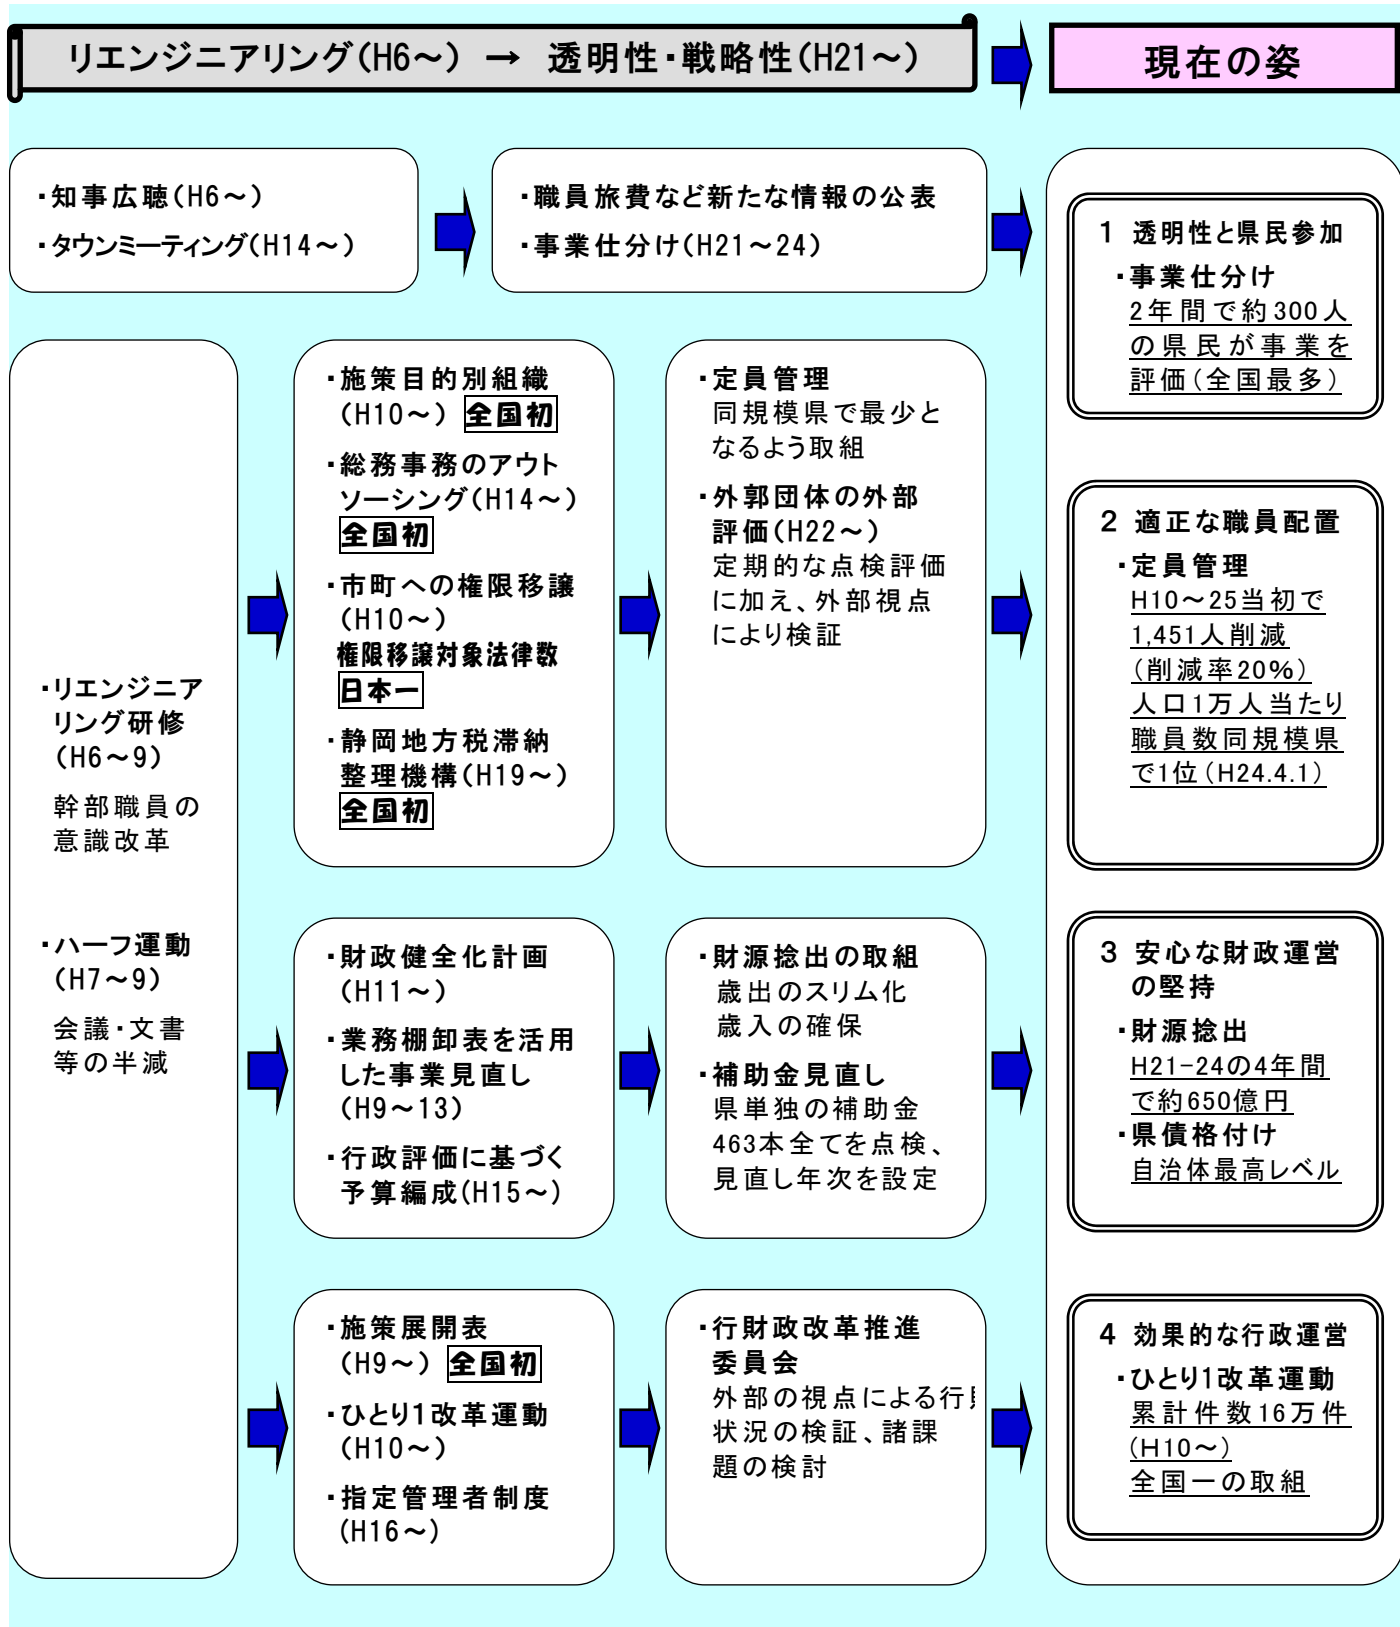 リエンジニアリング(H6～) → 透明性・戦略性(H21～)
現在の姿
・知事広聴(H6～)
・タウンミーティング(H14～)
・職員旅費など新たな情報の公表
・事業仕分け(H21～24)
1 透明性と県民参加
・事業仕分け
2年間で約300人
の県民が事業を
評価(全国最多)
・リエンジニア
リング研修
(H6～9)
幹部職員の
意識改革
・ハーフ運動
(H7～9)
会議・文書
等の半減
・施策目的別組織
(H10～) 全国初
・総務事務のアウト
ソーシング(H14～)
全国初
・市町への権限移譲
(H10～)
権限移譲対象法律数
日本一
・静岡地方税滞納
整理機構(H19～)
全国初
・定員管理
同規模県で最少と
なるよう取組
・外郭団体の外部
評価(H22～)
定期的な点検評価
に加え、外部視点
により検証
2 適正な職員配置
・定員管理
H10～25当初で
1,451人削減
(削減率20%)
人口1万人当たり
職員数同規模県
で1位(H24.4.1)
・財政健全化計画
(H11～)
・業務棚卸表を活用
した事業見直し
(H9～13)
・行政評価に基づく
予算編成(H15～)
・財源捻出の取組
歳出のスリム化
歳入の確保
・補助金見直し
県単独の補助金
463本全てを点検、
見直し年次を設定
3 安心な財政運営
の堅持
・財源捻出
H21-24の4年間
で約650億円
・県債格付け
自治体最高レベル
・施策展開表
(H9～) 全国初
・ひとり1改革運動
(H10～)
・指定管理者制度
(H16～)
・行財政改革推進
委員会
外部の視点による行
状況の検証、諸課
題の検討
4 効果的な行政運営
・ひとり1改革運動
累計件数16万件
(H10～)
全国一の取組